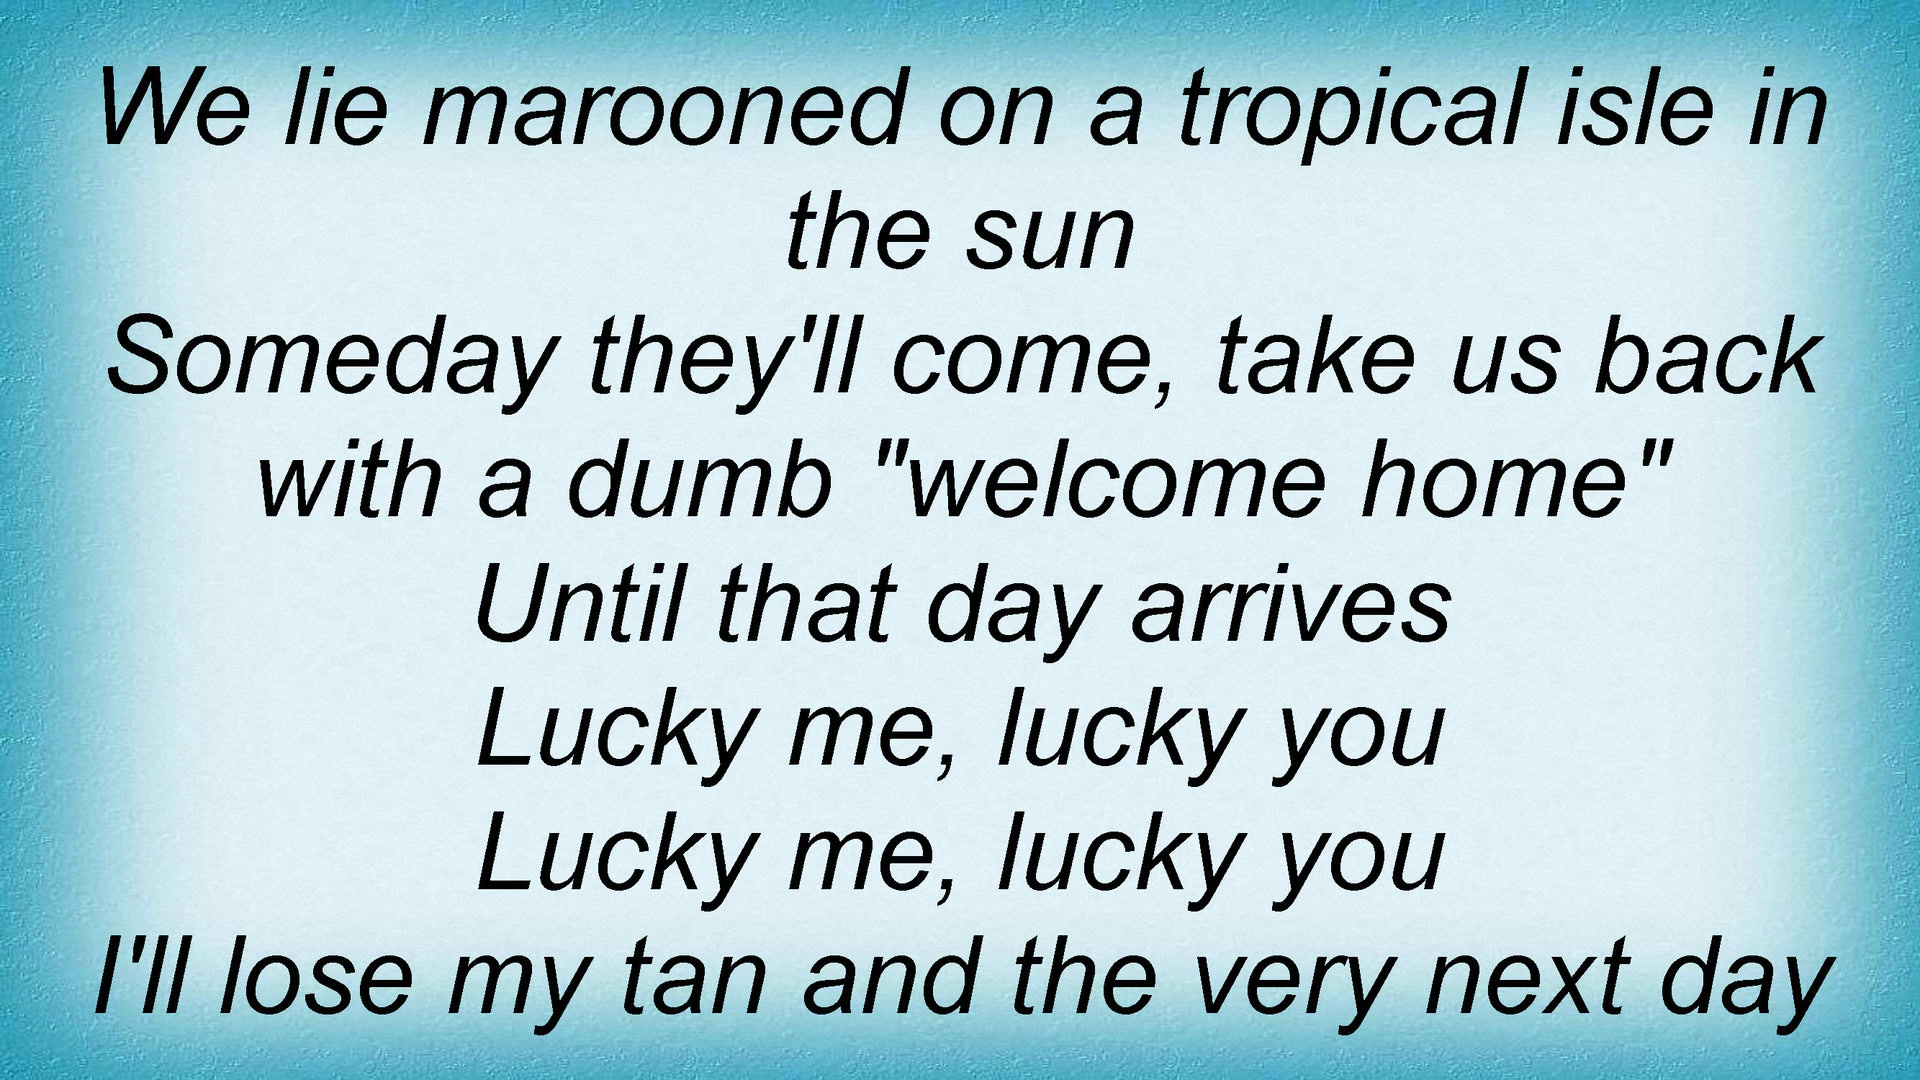 We lie marooned on a tropical isle in
the sun
Someday they'll come, take us back
with a dumb "welcome home"
Until that day arrives
Lucky me, lucky you
Lucky me, lucky you
I'll lose my tan and the very next day